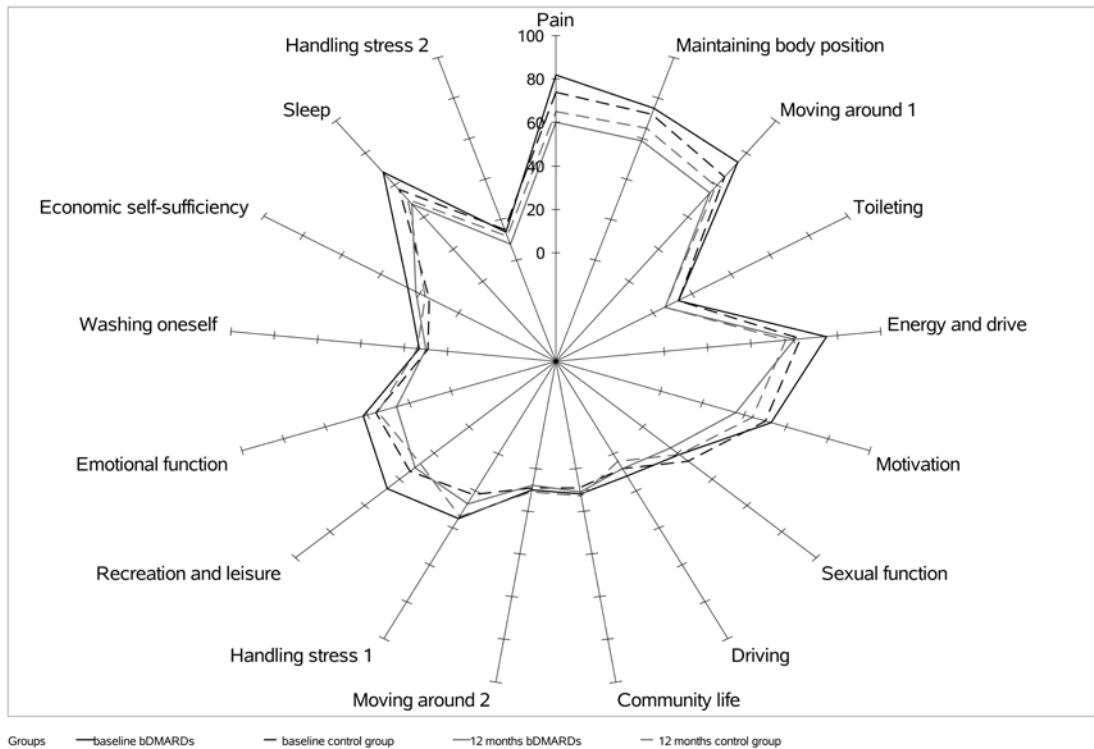 Pain
Handling stress 2
100
Maintaining body position
80
Sleep
Moving around 1
60
40
Economic self-sufficiency
Toileting
20
0
Washing oneself
Energy and drive
Emotional function
Motivation
Recreation and leisure
Sexual function
Handling stress 1
Driving
Moving around 2
Community life
Groups baseline bDMARDs baseline control group 12 months bDMARDs 12 months control group